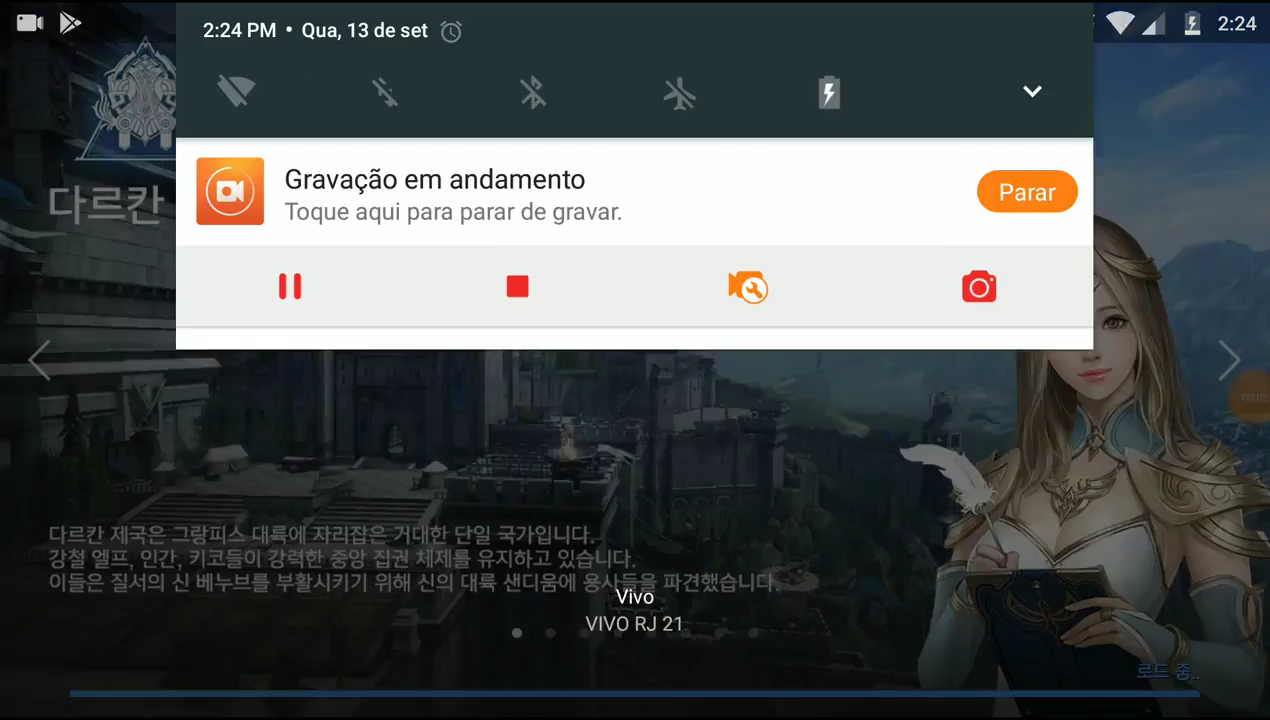 2:24 PM • Qua, 13 de set
2:24
Gravação em andamento
Toque aqui para parar de gravar.
Parar
다르칸
다르칸 제국은 그랑피스 대륙에 자리잡은 거대한 단일 국가입니다.
강철 엘프, 인간, 키코들이 강력한 중앙 집권 체제를 유지하고 있습니다.
이들은 질서의 신 베누브를 부활시키기 위해 신의 대륙 샌디움에 용사들을 파견했습니다.
Vivo
VIVO RJ 21
로드 중..